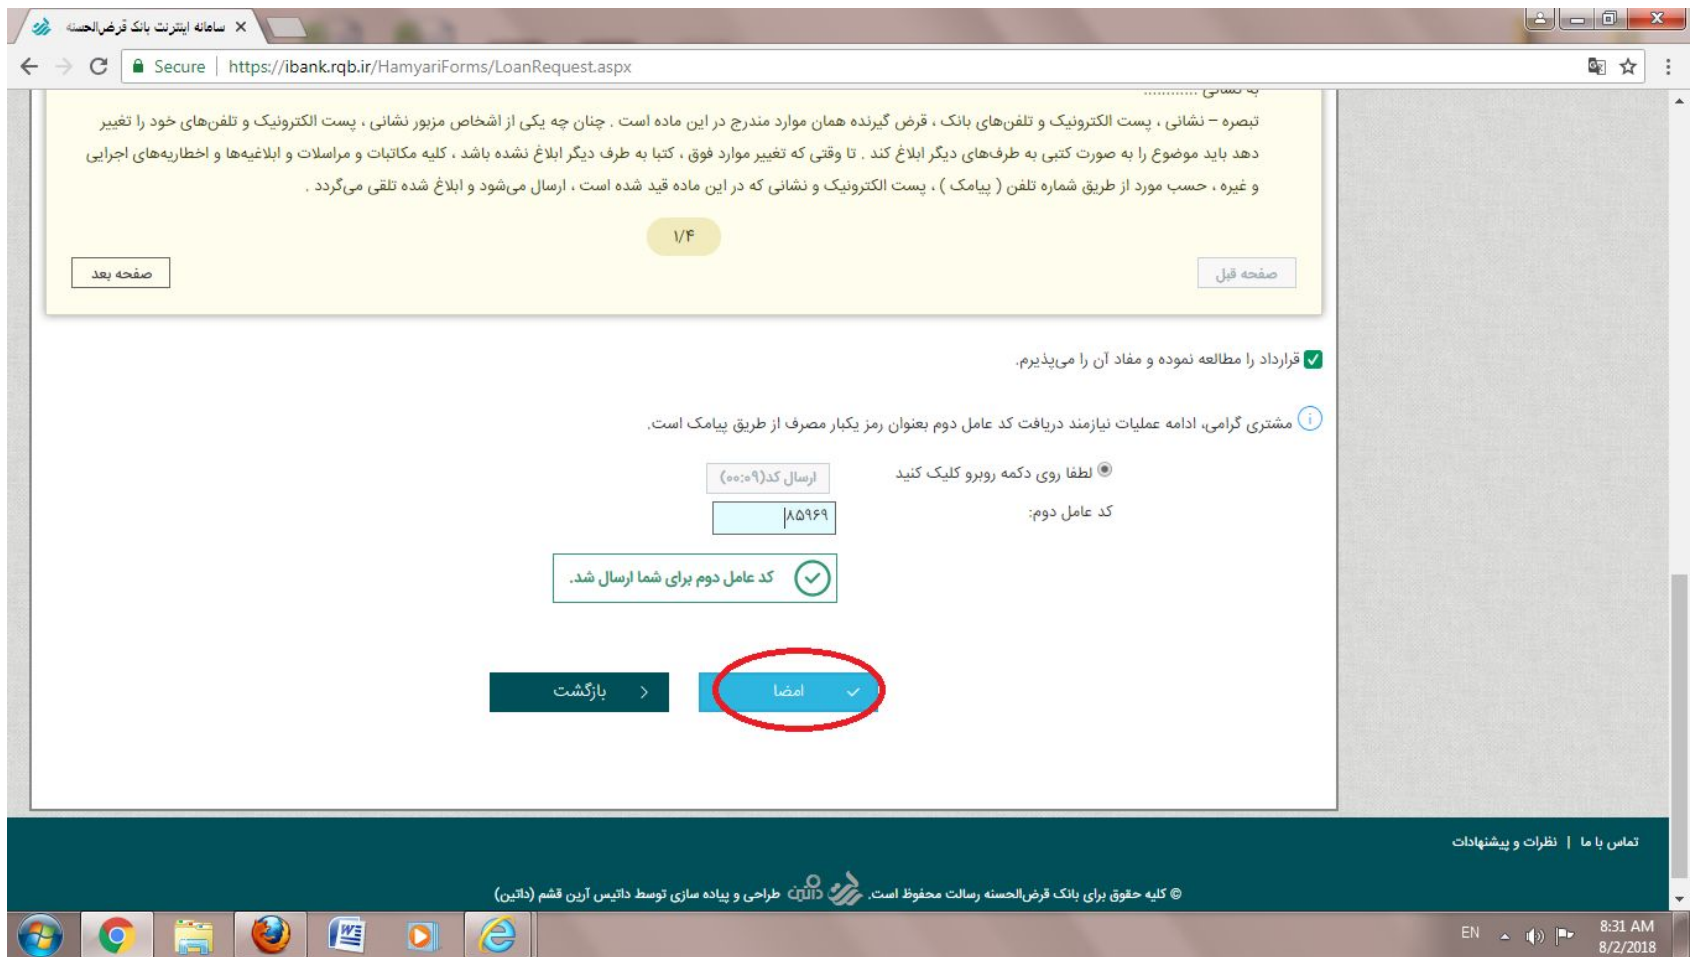 سامانه اینترنت بانک قرض‌الحسنه
Secure | https://ibank.rqb.ir/HamyariForms/LoanRequest.aspx
به نشانی ............
تبصره – نشانی ، پست الکترونیک و تلفن‌های بانک ، قرض گیرنده همان موارد مندرج در این ماده است . چنان چه یکی از اشخاص مزبور نشانی ، پست الکترونیک و تلفن‌های خود را تغییر
دهد باید موضوع را به صورت کتبی به طرف‌های دیگر ابلاغ کند . تا وقتی که تغییر موارد فوق ، کتبا به طرف دیگر ابلاغ نشده باشد ، کلیه مکاتبات و مراسلات و ابلاغیه‌ها و اخطاریه‌های اجرایی
و غیره ، حسب مورد از طریق شماره تلفن ( پیامک ) ، پست الکترونیک و نشانی که در این ماده قید شده است ، ارسال می‌شود و ابلاغ شده تلقی می‌گردد .
۱/۴
صفحه قبل
صفحه بعد
قرارداد را مطالعه نموده و مفاد آن را می‌پذیرم.
مشتری گرامی، ادامه عملیات نیازمند دریافت کد عامل دوم بعنوان رمز یکبار مصرف از طریق پیامک است.
لطفا روی دکمه روبرو کلیک کنید
ارسال کد(۰۰:۰۹)
کد عامل دوم:
۸۵۹۶۹
کد عامل دوم برای شما ارسال شد.
امضا
بازگشت
تماس با ما | نظرات و پیشنهادات
© کلیه حقوق برای بانک قرض‌الحسنه رسالت محفوظ است. داتین طراحی و پیاده سازی توسط داتیس آرین قشم (داتین)
EN
8:31 AM
8/2/2018